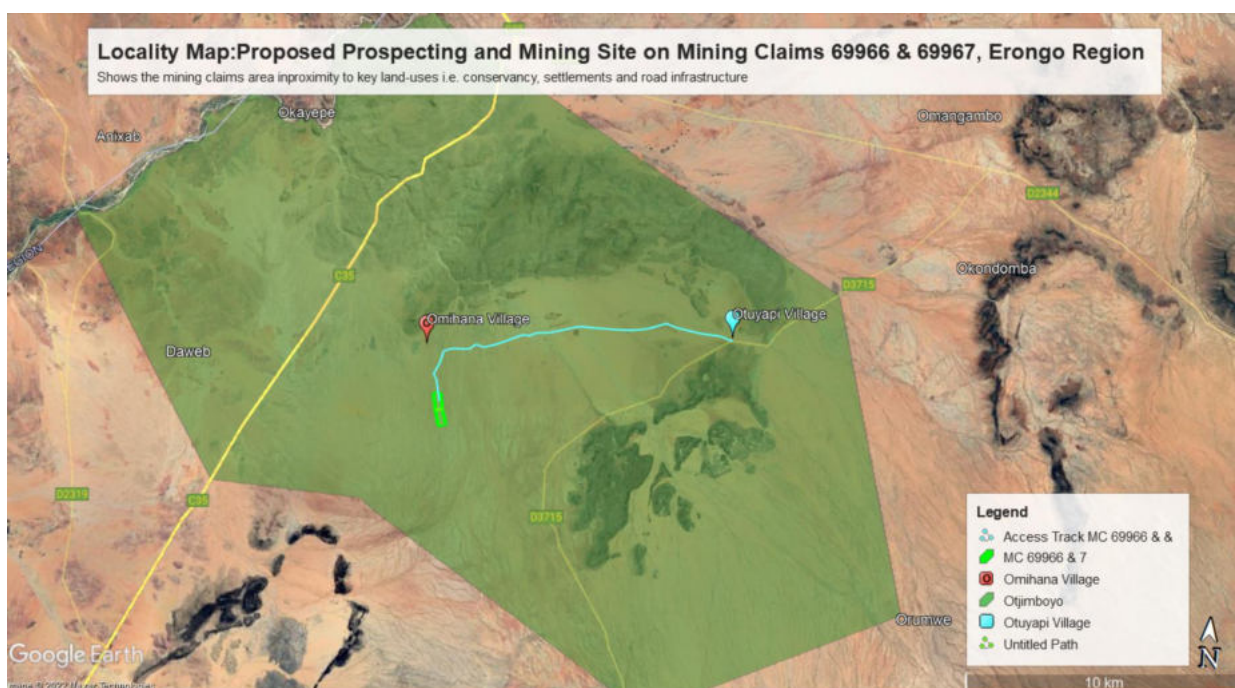 Locality Map:Proposed Prospecting and Mining Site on Mining Claims 69966 & 69967, Erongo Region
Shows the mining claims area inproximity to key land-uses i.e. conservancy, settlements and road infrastructure
Okayepe
Anixab
Omangambo
D2344
REGION
C35
Okondomba
D3715
Omihana Village
Otuyapi Village
Daweb
D2319
C35
D3715
Orumwe
Legend
Access Track MC 69966 & &
MC 69966 & 7
Omihana Village
Otjimboyo
Otuyapi Village
Untitled Path
N
Google Earth
10 km